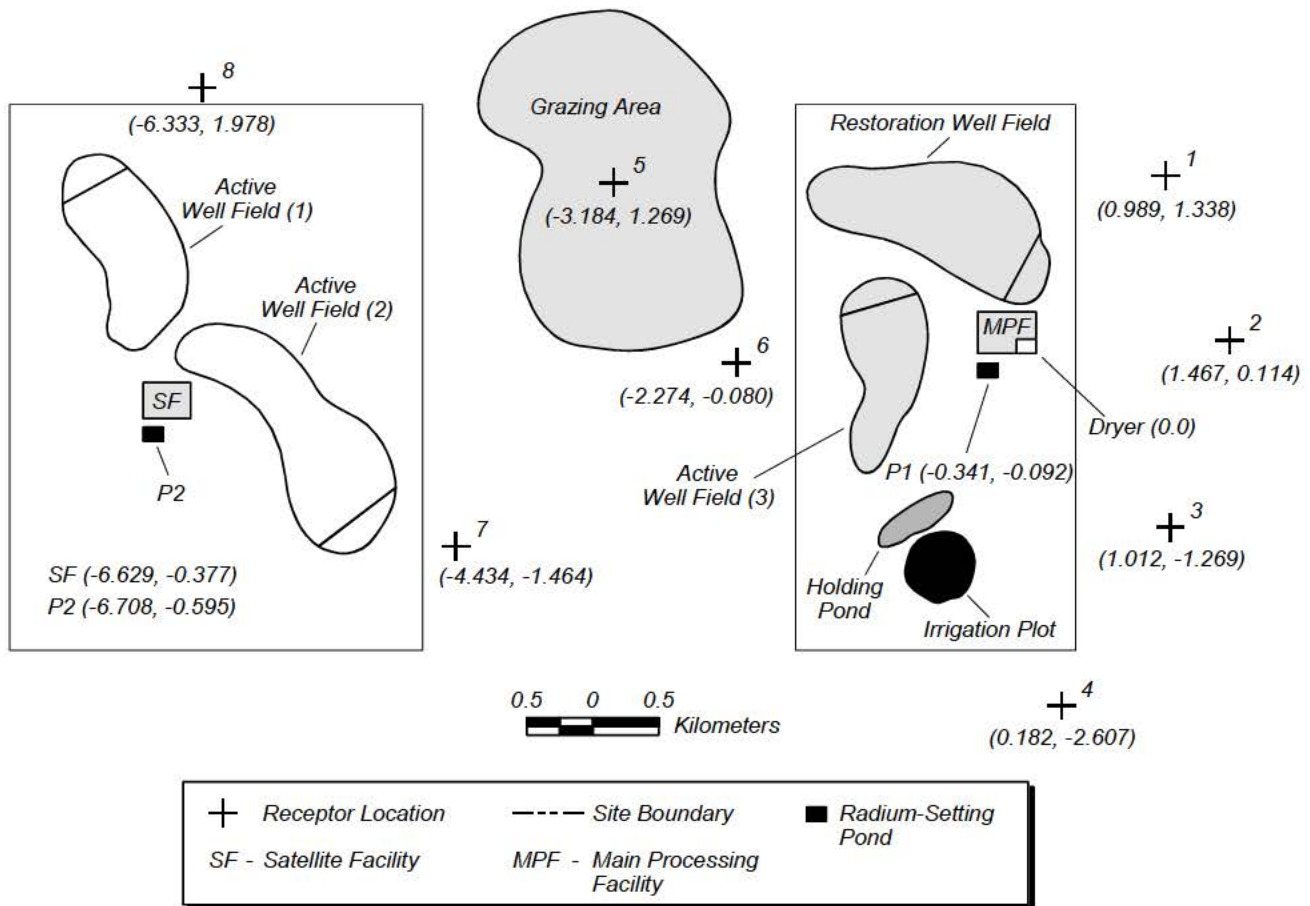 8
(-6.333, 1.978)
Grazing Area
5
(-3.184, 1.269)
Restoration Well Field
1
(0.989, 1.338)
Active
Well Field (1)
Active
Well Field (2)
MPF
2
(1.467, 0.114)
6
(-2.274, -0.080)
SF
P2
Dryer (0.0)
P1 (-0.341, -0.092)
Active
Well Field (3)
3
(1.012, -1.269)
7
(-4.434, -1.464)
SF (-6.629, -0.377)
P2 (-6.708, -0.595)
Holding
Pond
Irrigation Plot
0.5 0 0.5
Kilometers
4
(0.182, -2.607)
Receptor Location
Site Boundary
Radium-Setting
Pond
SF - Satellite Facility
MPF - Main Processing
Facility